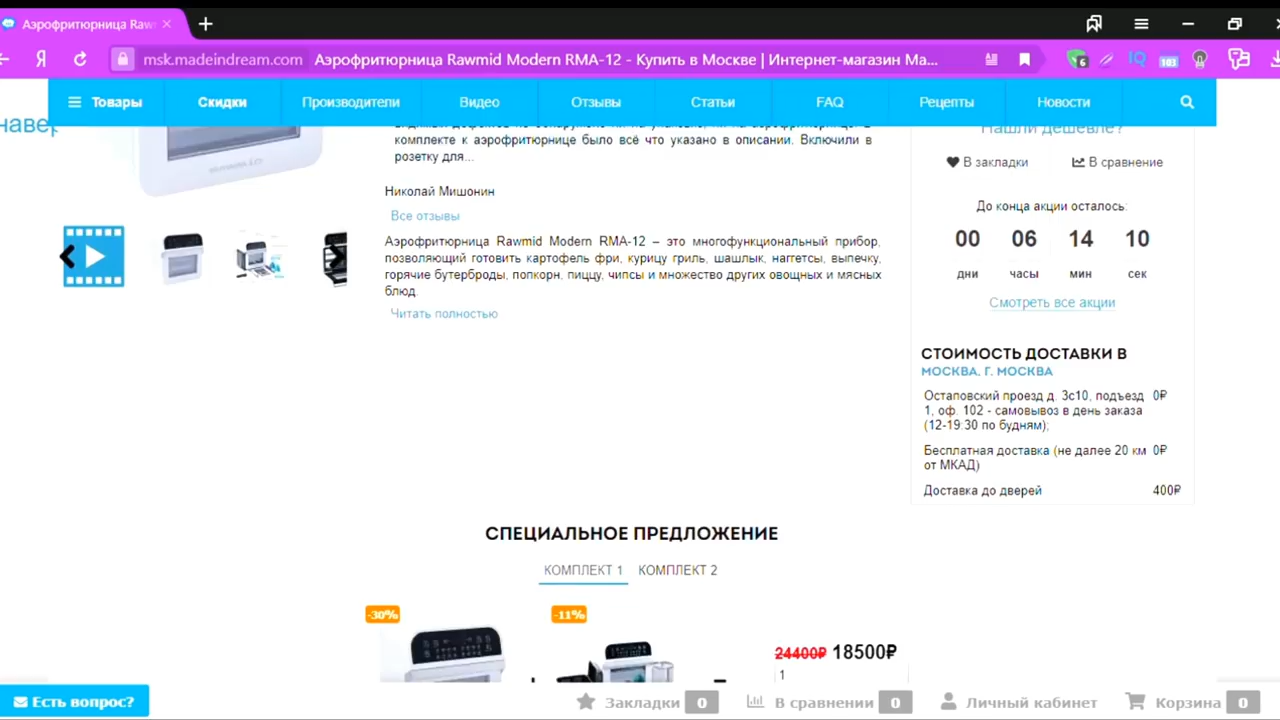 Аэрофритюрница Raw
msk.madeindream.com Аэрофритюрница Rawmid Modern RMA-12 - Купить в Москве | Интернет-магазин Ma...
6
IQ
103
Товары Скидки Производители Видео Отзывы Статьи FAQ Рецепты Новости
Нашли дешевле?
комплекте к аэрофритюрнице было всё что указано в описании. Включили в
розетку для...
Николай Мишонин
Все отзывы
Аэрофритюрница Rawmid Modern RMA-12 – это многофункциональный прибор,
позволяющий готовить картофель фри, курицу гриль, шашлык, наггетсы, выпечку,
горячие бутерброды, попкорн, пиццу, чипсы и множество других овощных и мясных
блюд.
Читать полностью
В закладки В сравнение
До конца акции осталось:
00 06 14 10
дни часы мин сек
Смотреть все акции
СТОИМОСТЬ ДОСТАВКИ В
МОСКВА. Г. МОСКВА
Остаповский проезд д. 3с10, подъезд 0₽
1, оф. 102 - самовывоз в день заказа
(12-19:30 по будням);
Бесплатная доставка (не далее 20 км 0₽
от МКАД)
Доставка до дверей 400₽
СПЕЦИАЛЬНОЕ ПРЕДЛОЖЕНИЕ
КОМПЛЕКТ 1 КОМПЛЕКТ 2
-30% -11%
24400₽ 18500₽
1
Есть вопрос?
Закладки 0 В сравнении 0 Личный кабинет Корзина 0